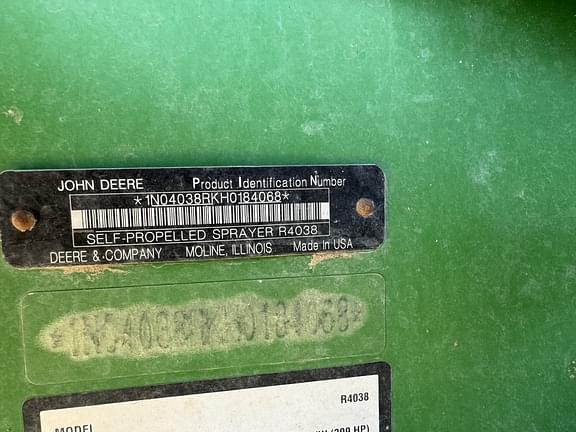 JOHN DEERE Product Identification Number
*1N04038RKH0184068*
SELF-PROPELLED SPRAYER R4038
DEERE & COMPANY MOLINE, ILLINOIS Made in USA
*1N04038RKH0184068*
R4038
MODEL